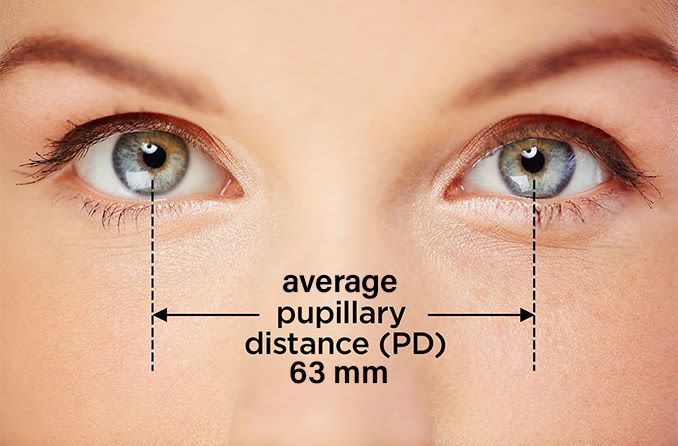 average
pupillary
distance (PD)
63 mm